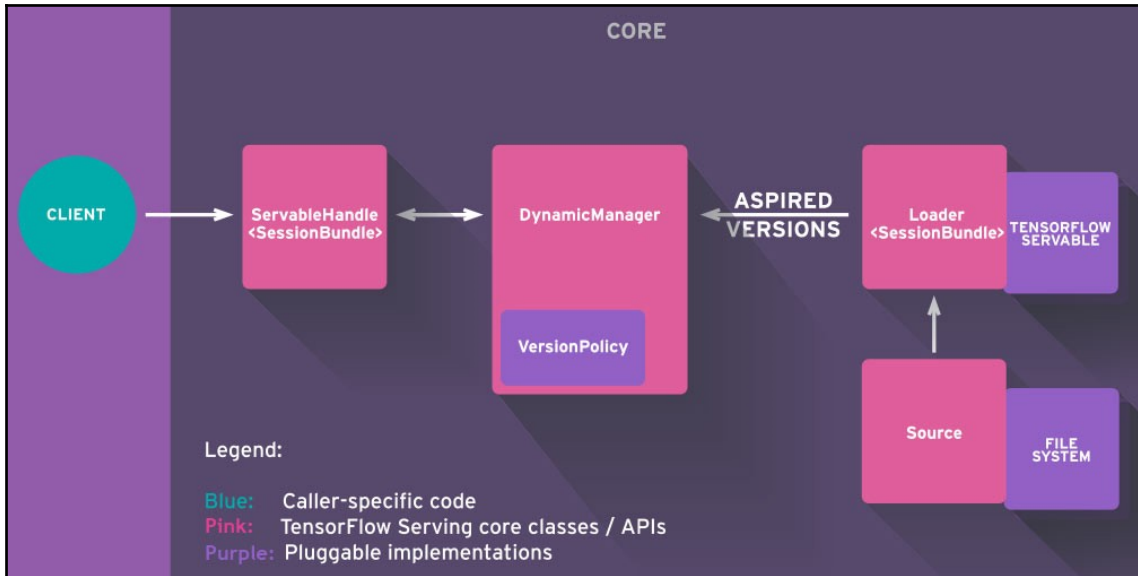 CORE
CLIENT
ServableHandle
<SessionBundle>
DynamicManager
VersionPolicy
ASPIRED
VERSIONS
Loader
<SessionBundle>
TENSORFLOW
SERVABLE
Source
FILE
SYSTEM
Legend:
Blue: Caller-specific code
Pink: TensorFlow Serving core classes / APIs
Purple: Pluggable implementations